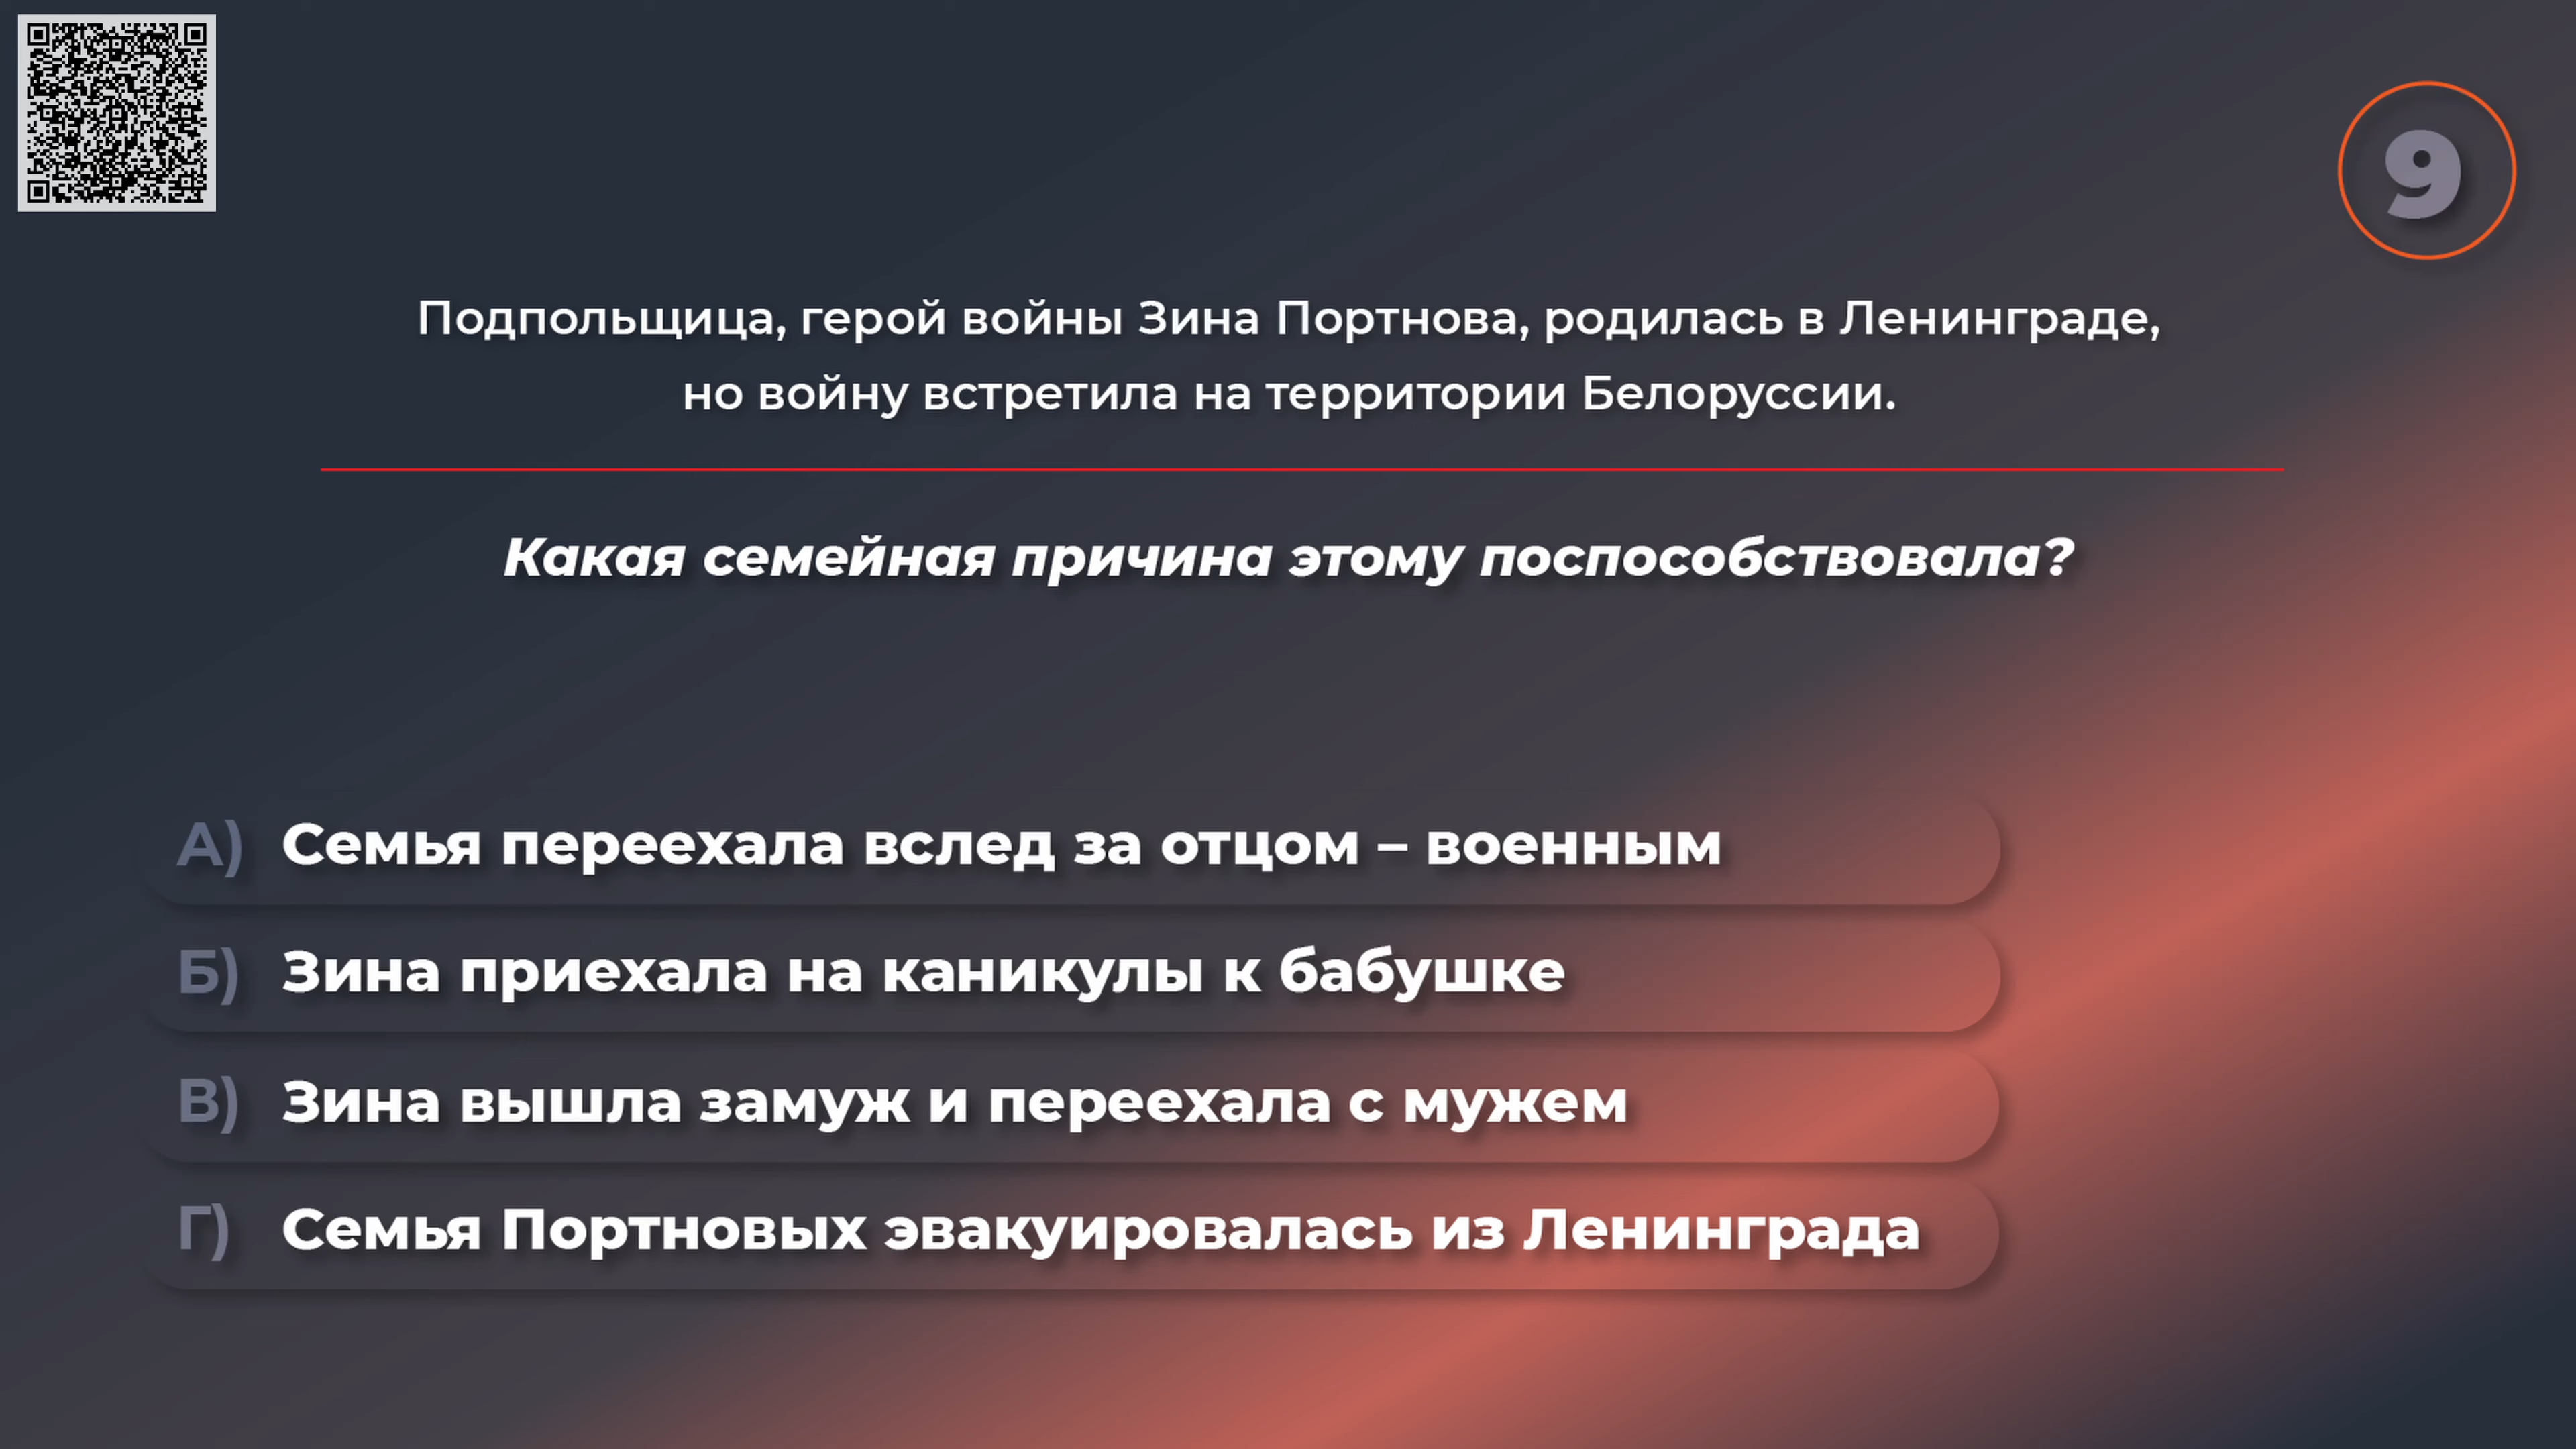 9
Подпольщица, герой войны Зина Портнова, родилась в Ленинграде,
но войну встретила на территории Белоруссии.
Какая семейная причина этому поспособствовала?
А) Семья переехала вслед за отцом – военным
Б) Зина приехала на каникулы к бабушке
В) Зина вышла замуж и переехала с мужем
Г) Семья Портновых эвакуировалась из Ленинграда